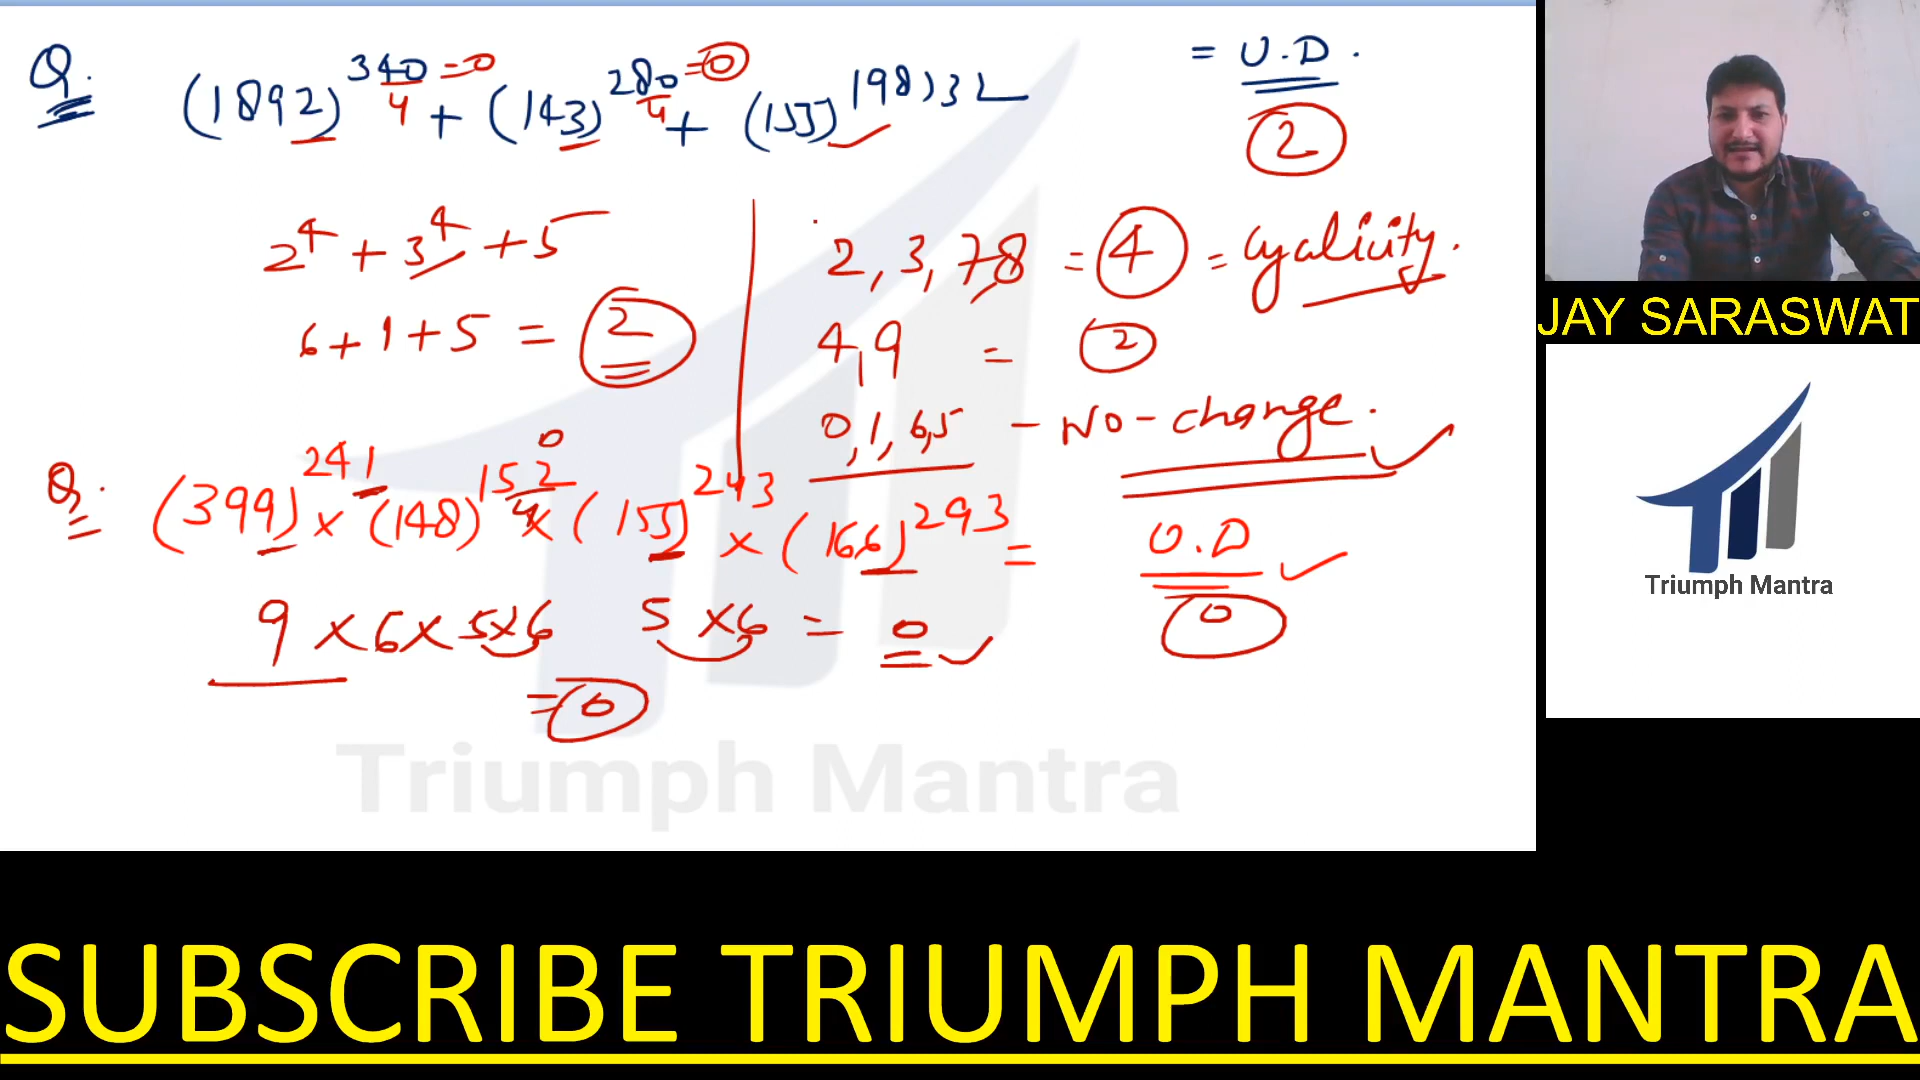 Q. (1892)^340/4=0 + (143)^280/4=0 + (155)^198132 = U.D.
2
2^4 + 3^4 + 5
2, 3, 7, 8 = 4 = cyalicity.
6+1+5 = 2
4, 9 = 2
0, 1, 6, 5 - No-change.
Q. (399)^241 × (148)^152/4 0 × (155)^243 × (166)^293 = U.D
0
9 × 6 × 5×6 5 × 6 = 0
= 0
Triumph Mantra
JAY SARASWAT
Triumph Mantra
SUBSCRIBE TRIUMPH MANTRA